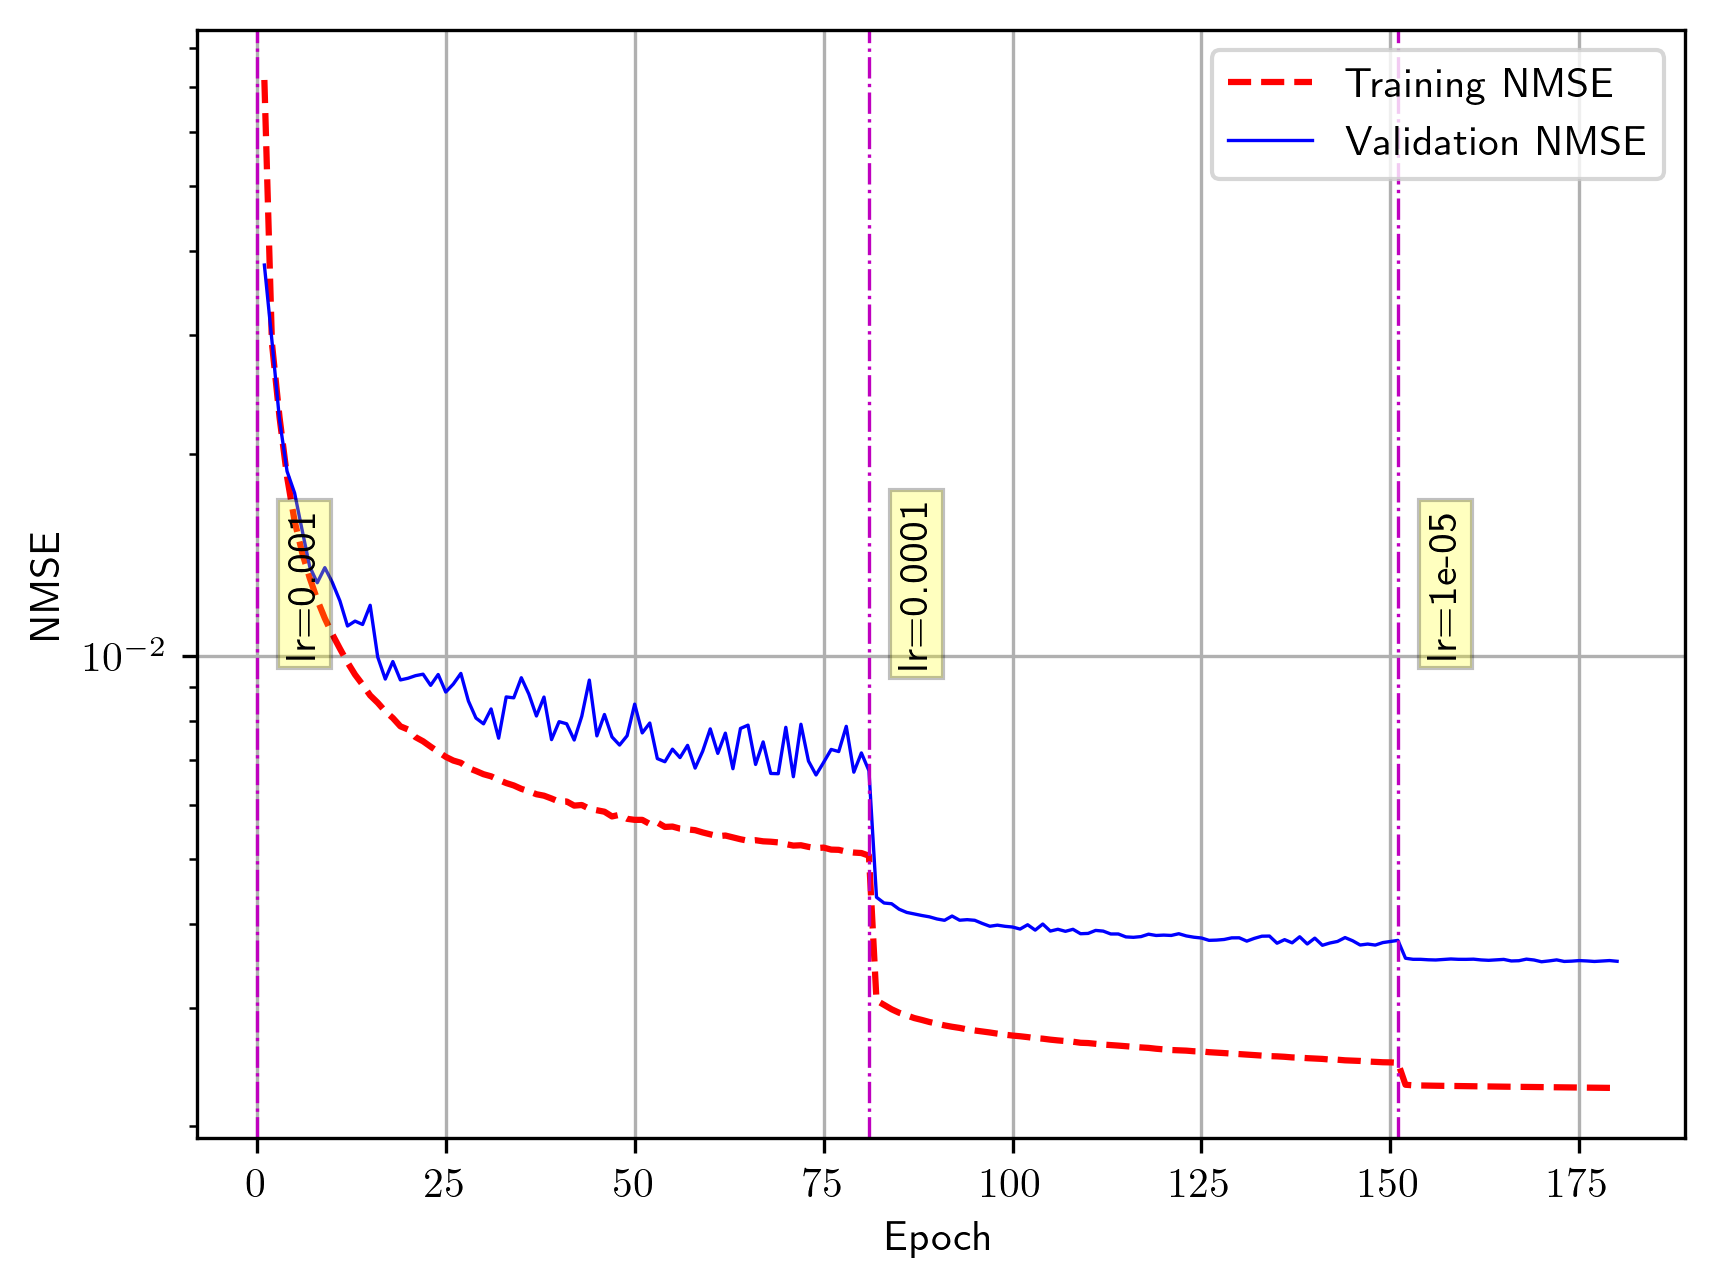 Training NMSE
Validation NMSE
NMSE
10⁻²
lr=0.001
lr=0.0001
lr=1e-05
0 25 50 75 100 125 150 175
Epoch